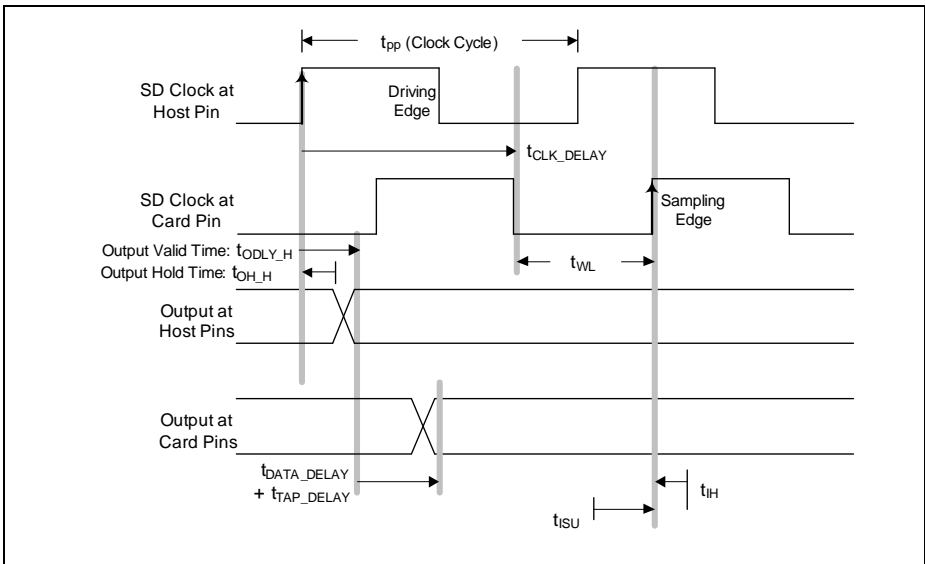 tpp (Clock Cycle)
SD Clock at
Host Pin
Driving
Edge
tCLK_DELAY
SD Clock at
Card Pin
Sampling
Edge
Output Valid Time: tODLY_H
tWL
Output Hold Time: tOH_H
Output at
Host Pins
Output at
Card Pins
tDATA_DELAY
+ tTAP_DELAY
tIH
tISU